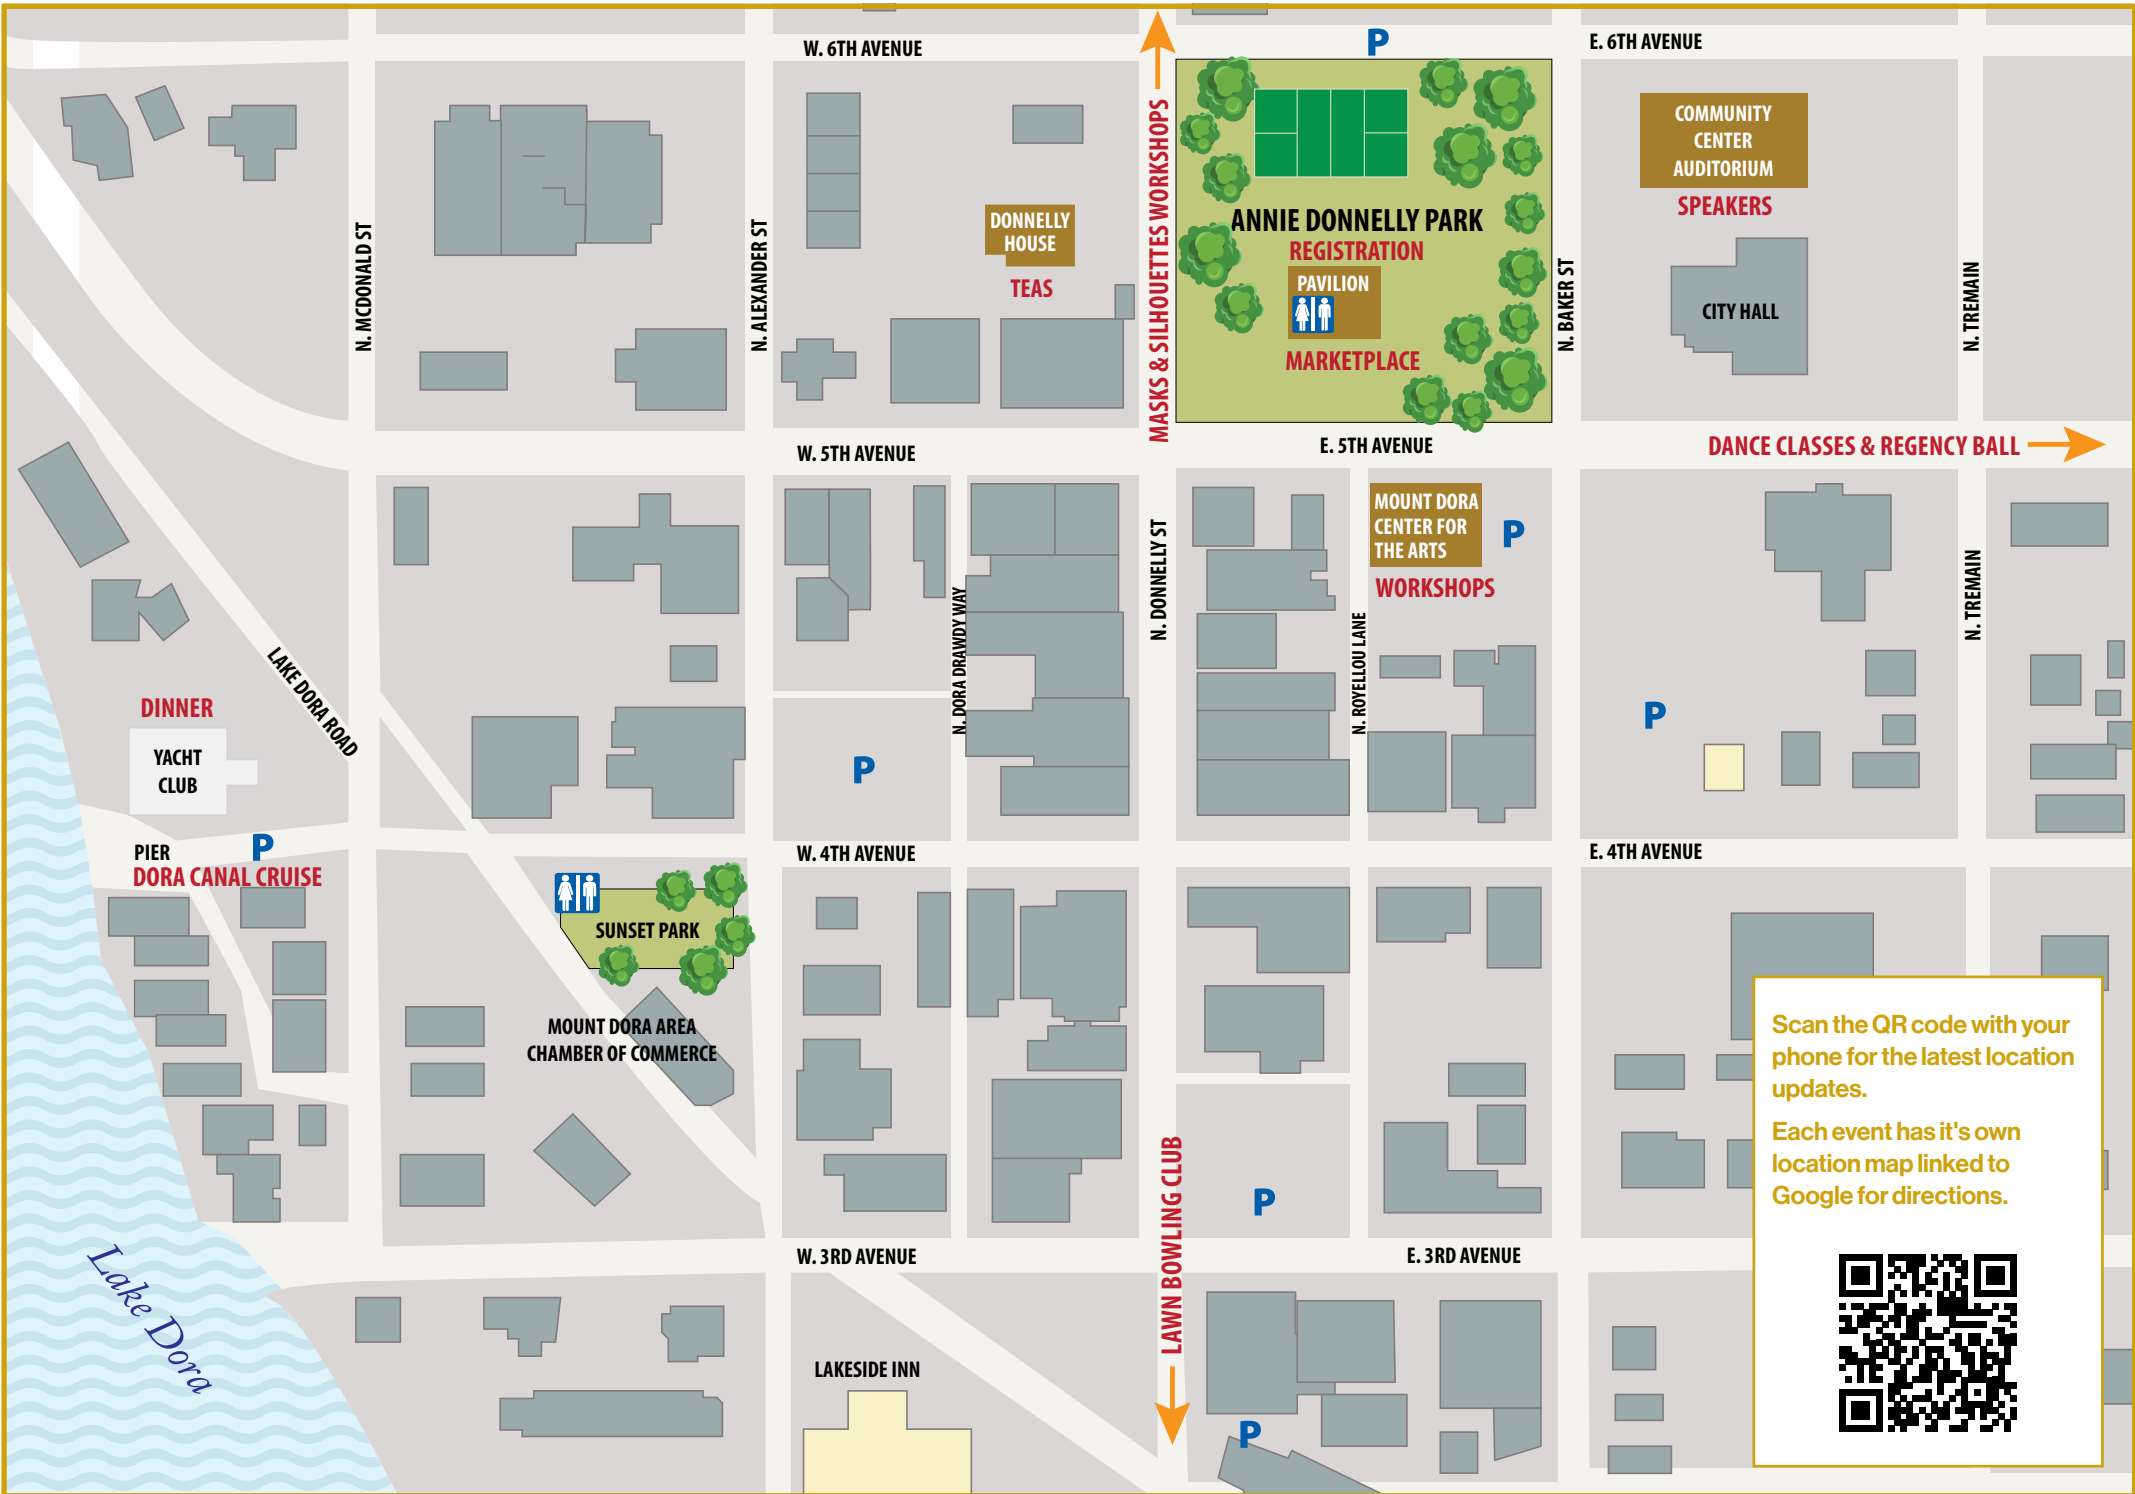 W. 6TH AVENUE
P
E. 6TH AVENUE
COMMUNITY
CENTER
AUDITORIUM
SPEAKERS
MASKS & SILHOUETTES WORKSHOPS
DONNELLY
HOUSE
TEAS
ANNIE DONNELLY PARK
REGISTRATION
PAVILION
MARKETPLACE
N. MCDONALD ST
N. ALEXANDER ST
N. BAKER ST
CITY HALL
N. TREMAIN
W. 5TH AVENUE
E. 5TH AVENUE
DANCE CLASSES & REGENCY BALL
MOUNT DORA
CENTER FOR
THE ARTS
P
WORKSHOPS
N. DONNELLY ST
N. DORA DRAWDY WAY
N. ROYELLOU LANE
N. TREMAIN
LAKE DORA ROAD
DINNER
YACHT
CLUB
P
P
P
PIER
DORA CANAL CRUISE
W. 4TH AVENUE
E. 4TH AVENUE
SUNSET PARK
MOUNT DORA AREA
CHAMBER OF COMMERCE
Scan the QR code with your
phone for the latest location
updates.
Each event has it's own
location map linked to
Google for directions.
P
LAWN BOWLING CLUB
W. 3RD AVENUE
E. 3RD AVENUE
Lake Dora
LAKESIDE INN
P